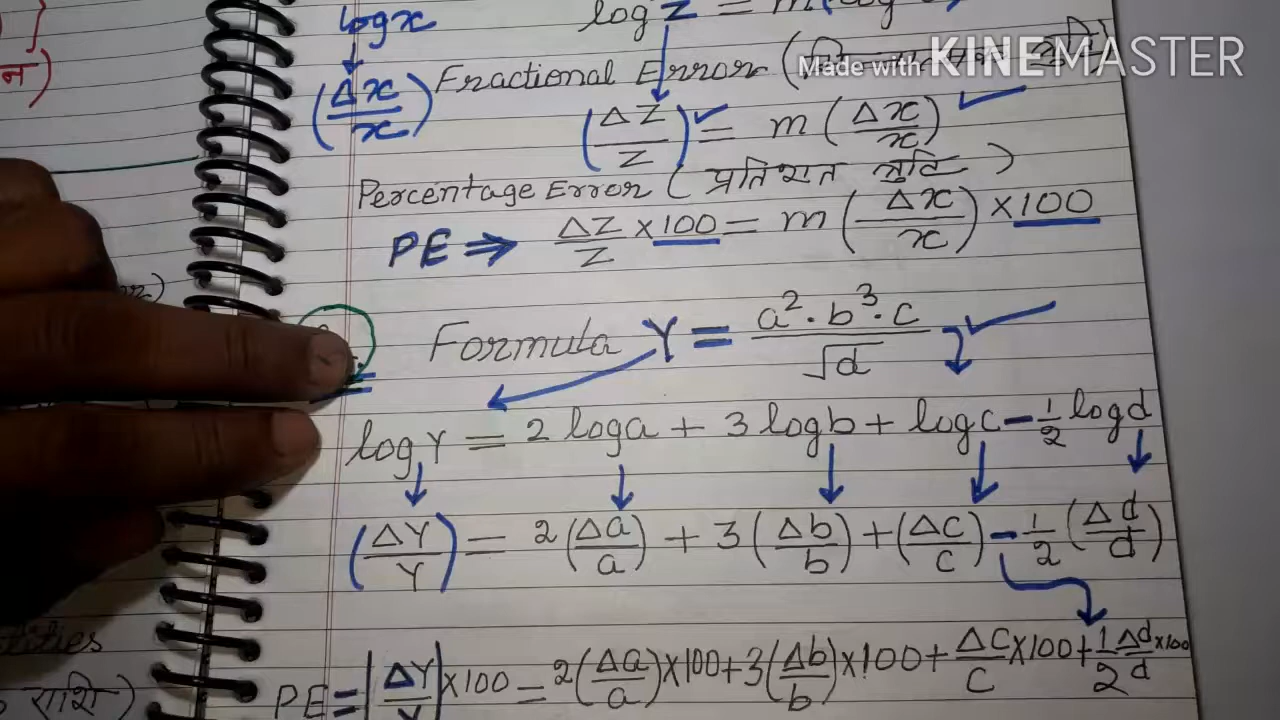 }
न)
log x
log z = m
(Δx/x) Fractional Error (
Made with KINEMASTER
(ΔZ/Z) = m (Δx/x)
Percentage Error ( प्रतिशत त्रुटि )
PE ⇒ ΔZ/Z × 100 = m (Δx/x) × 100
Formula Y = a²·b³·c/√d
log Y = 2 log a + 3 log b + log c - 1/2 log d
(ΔY/Y) = 2 (Δa/a) + 3 (Δb/b) + (Δc/c) - 1/2 (Δd/d)
PE = |ΔY/Y| × 100 = 2 (Δa/a) × 100 + 3 (Δb/b) × 100 + Δc/c × 100 + 1/2 Δd/d × 100
राशि )